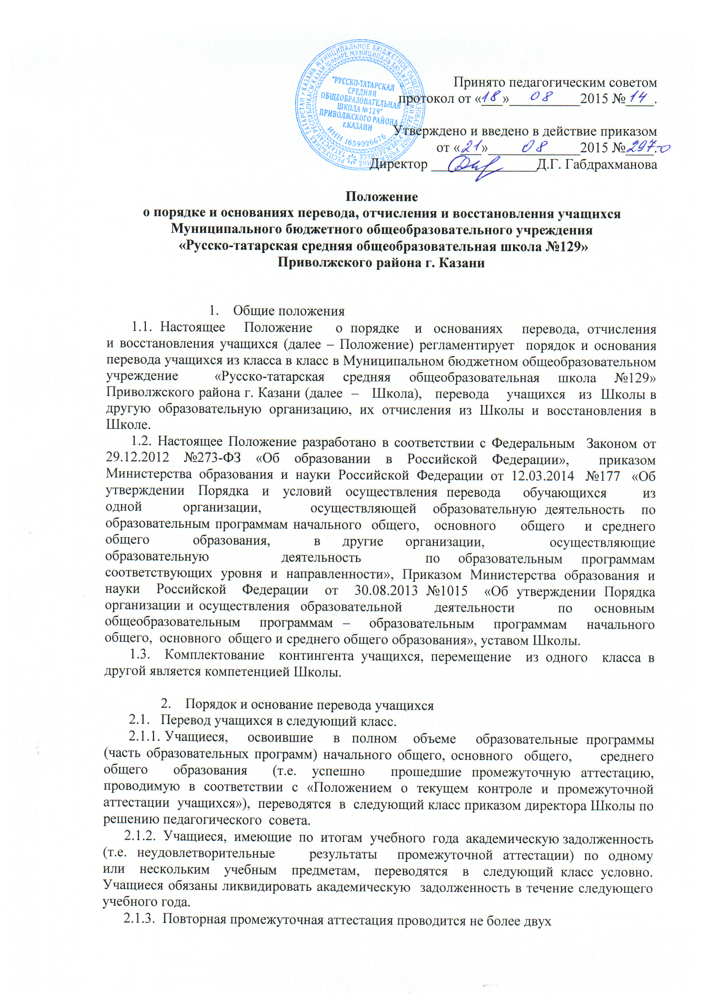 РЕСПУБЛИКА ТАТАРСТАН г.КАЗАНЬ МУНИЦИПАЛЬНОЕ БЮДЖЕТНОЕ ОБЩЕОБРАЗОВАТЕЛЬНОЕ УЧРЕЖДЕНИЕ
ТАТАРСТАН РЕСПУБЛИКАСЫ КАЗАН ШӘҺӘРЕ МУНИЦИПАЛЬ БЮДЖЕТ
"РУССКО-ТАТАРСКАЯ
СРЕДНЯЯ
ОБЩЕОБРАЗОВАТЕЛЬНАЯ
ШКОЛА №129"
ПРИВОЛЖСКОГО РАЙОНА
г.КАЗАНИ
ИНН 1659026676
Принято педагогическим советом
протокол от «18» 08 2015 № 14.
Утверждено и введено в действие приказом
от «21» 08 2015 № 297-о
Директор Д.Г. Габдрахманова
Положение
о порядке и основаниях перевода, отчисления и восстановления учащихся
Муниципального бюджетного общеобразовательного учреждения
«Русско-татарская средняя общеобразовательная школа №129»
Приволжского района г. Казани
1. Общие положения
1.1. Настоящее Положение о порядке и основаниях перевода, отчисления
и восстановления учащихся (далее – Положение) регламентирует порядок и основания
перевода учащихся из класса в класс в Муниципальном бюджетном общеобразовательном
учреждение «Русско-татарская средняя общеобразовательная школа №129»
Приволжского района г. Казани (далее – Школа), перевода учащихся из Школы в
другую образовательную организацию, их отчисления из Школы и восстановления в
Школе.
1.2. Настоящее Положение разработано в соответствии с Федеральным Законом от
29.12.2012 №273-ФЗ «Об образовании в Российской Федерации», приказом
Министерства образования и науки Российской Федерации от 12.03.2014 №177 «Об
утверждении Порядка и условий осуществления перевода обучающихся из
одной организации, осуществляющей образовательную деятельность по
образовательным программам начального общего, основного общего и среднего
общего образования, в другие организации, осуществляющие
образовательную деятельность по образовательным программам
соответствующих уровня и направленности», Приказом Министерства образования и
науки Российской Федерации от 30.08.2013 №1015 «Об утверждении Порядка
организации и осуществления образовательной деятельности по основным
общеобразовательным программам – образовательным программам начального
общего, основного общего и среднего общего образования», уставом Школы.
1.3. Комплектование контингента учащихся, перемещение из одного класса в
другой является компетенцией Школы.
2. Порядок и основание перевода учащихся
2.1. Перевод учащихся в следующий класс.
2.1.1. Учащиеся, освоившие в полном объеме образовательные программы
(часть образовательных программ) начального общего, основного общего, среднего
общего образования (т.е. успешно прошедшие промежуточную аттестацию,
проводимую в соответствии с «Положением о текущем контроле и промежуточной
аттестации учащихся»), переводятся в следующий класс приказом директора Школы по
решению педагогического совета.
2.1.2. Учащиеся, имеющие по итогам учебного года академическую задолженность
(т.е. неудовлетворительные результаты промежуточной аттестации) по одному
или нескольким учебным предметам, переводятся в следующий класс условно.
Учащиеся обязаны ликвидировать академическую задолженность в течение следующего
учебного года.
2.1.3. Повторная промежуточная аттестация проводится не более двух